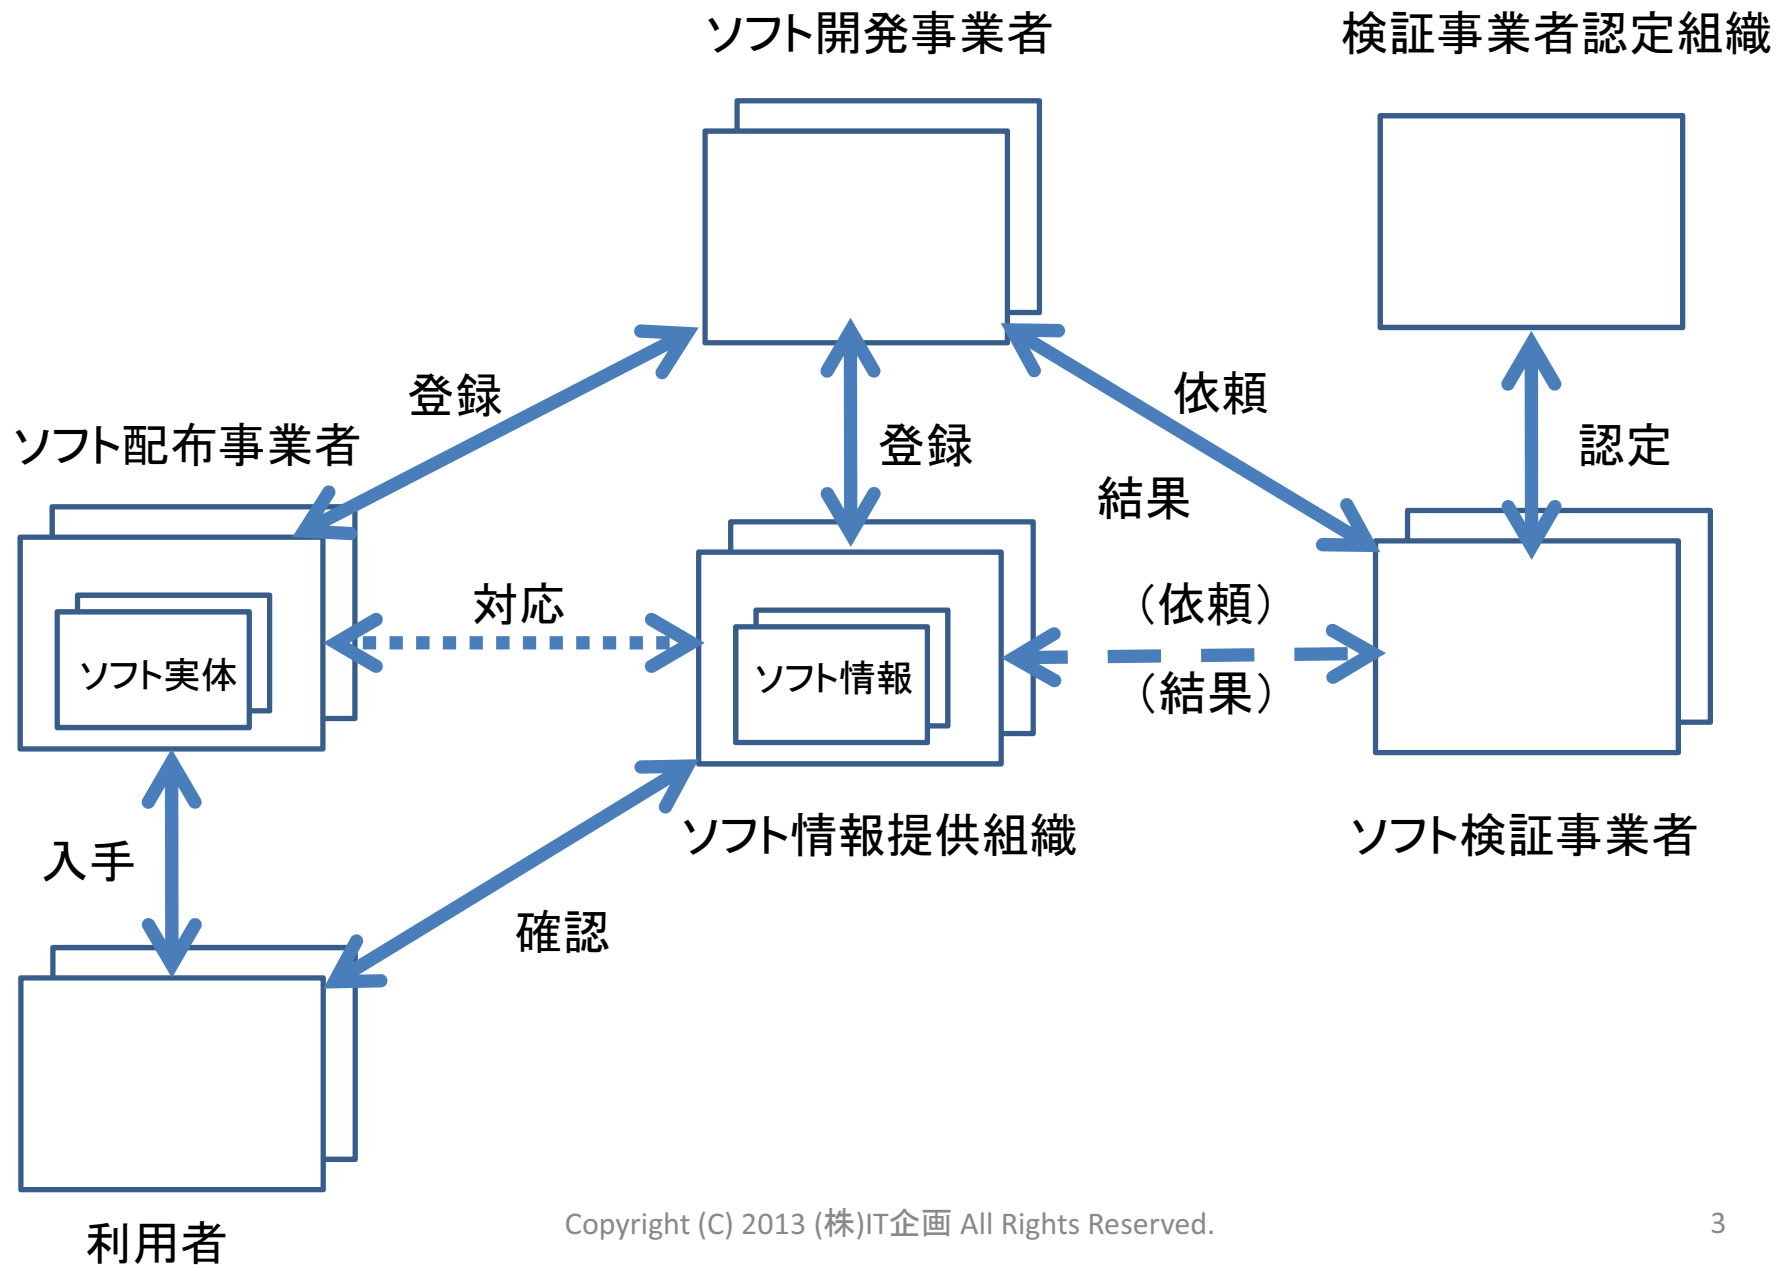 ソフト開発事業者
検証事業者認定組織
登録
依頼
ソフト配布事業者
登録
認定
結果
対応
（依頼）
ソフト実体
ソフト情報
（結果）
入手
ソフト情報提供組織
ソフト検証事業者
確認
利用者
Copyright (C) 2013 (株)IT企画 All Rights Reserved.
3